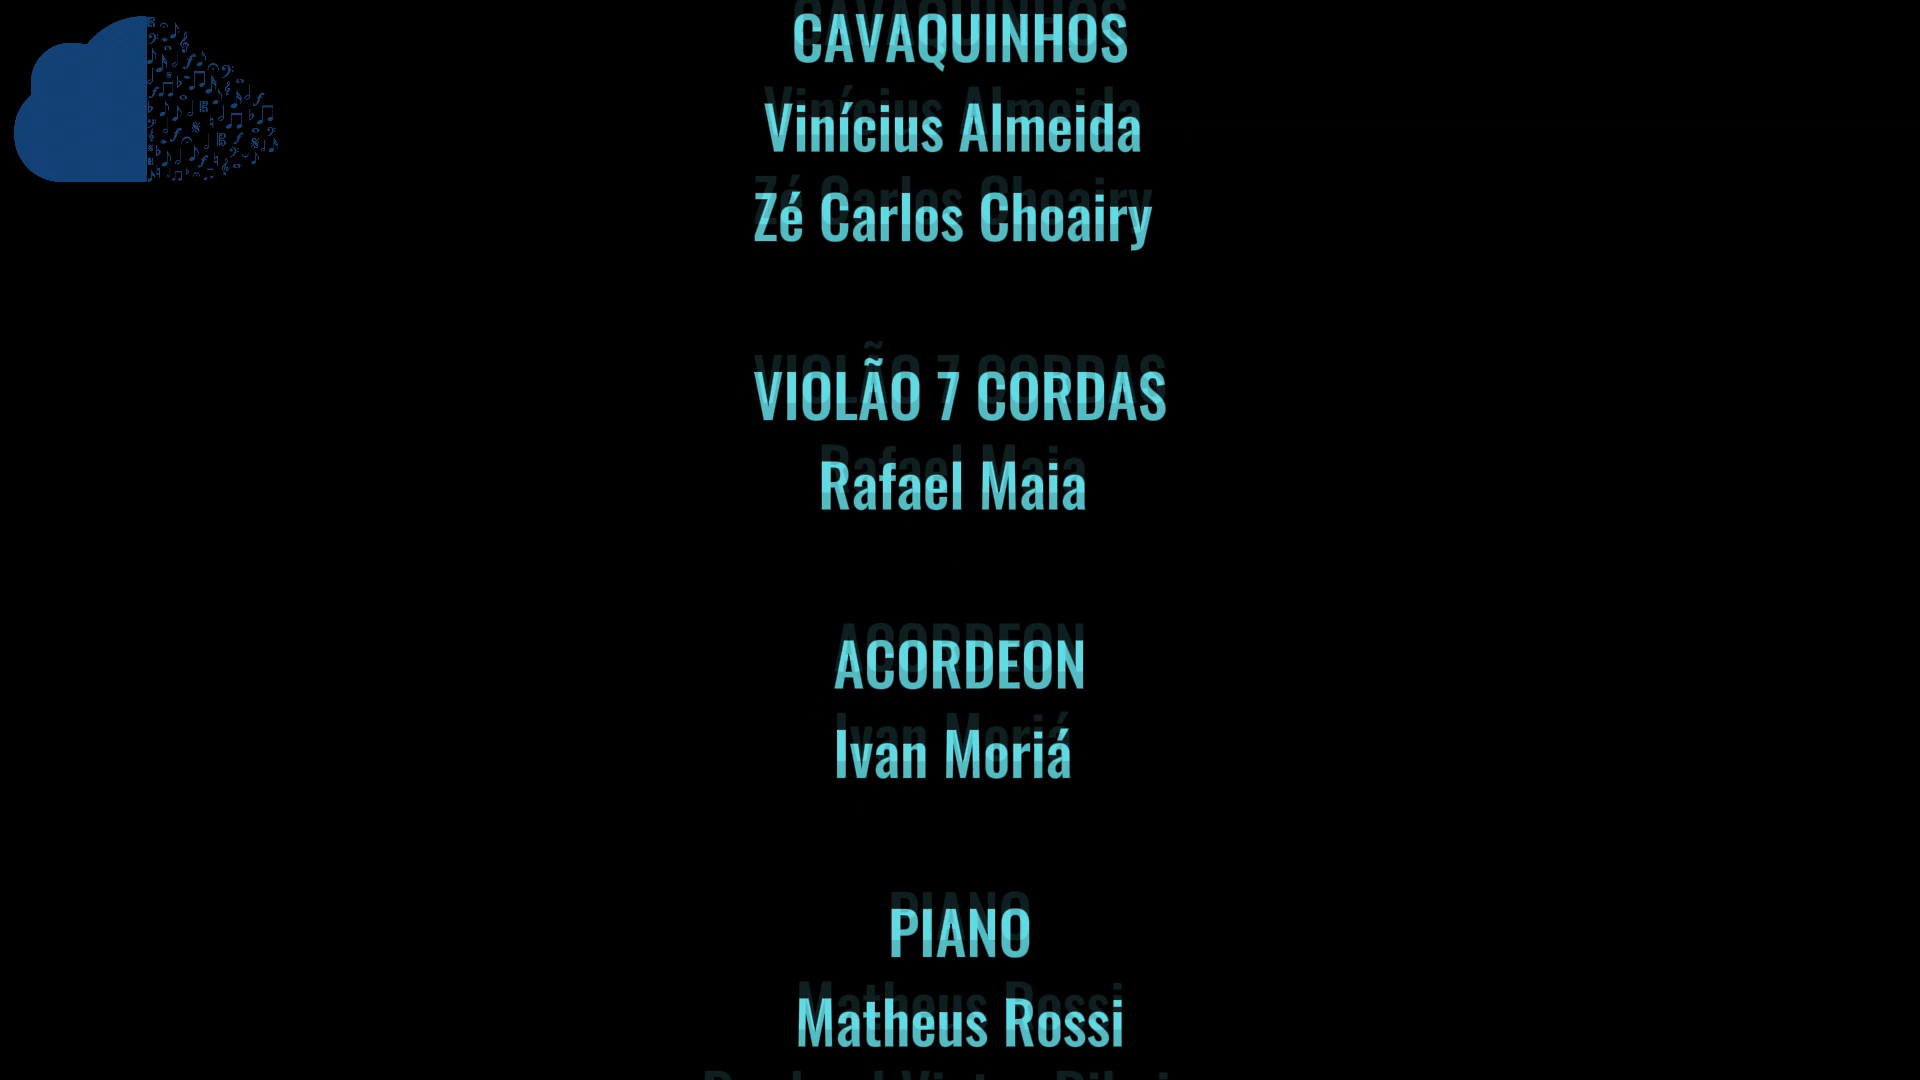 CAVAQUINHOS
Vinícius Almeida
Zé Carlos Choairy
VIOLÃO 7 CORDAS
Rafael Maia
ACORDEON
Ivan Moriá
PIANO
Matheus Rossi